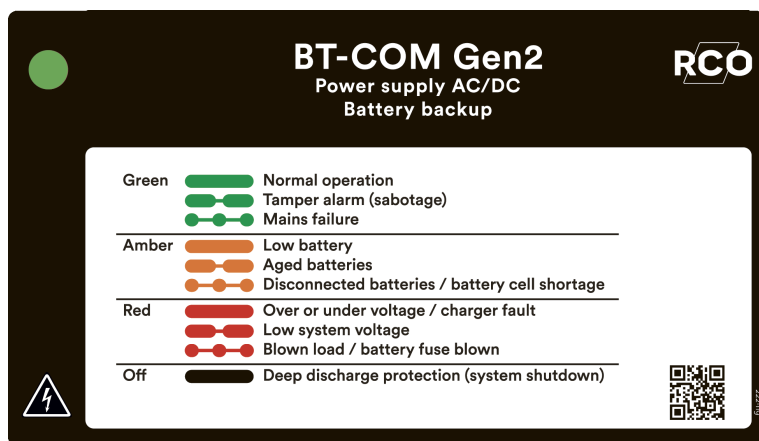 BT-COM Gen2
RCO
Power supply AC/DC
Battery backup
Green Normal operation
Tamper alarm (sabotage)
Mains failure
Amber Low battery
Aged batteries
Disconnected batteries / battery cell shortage
Red Over or under voltage / charger fault
Low system voltage
Blown load / battery fuse blown
Off Deep discharge protection (system shutdown)